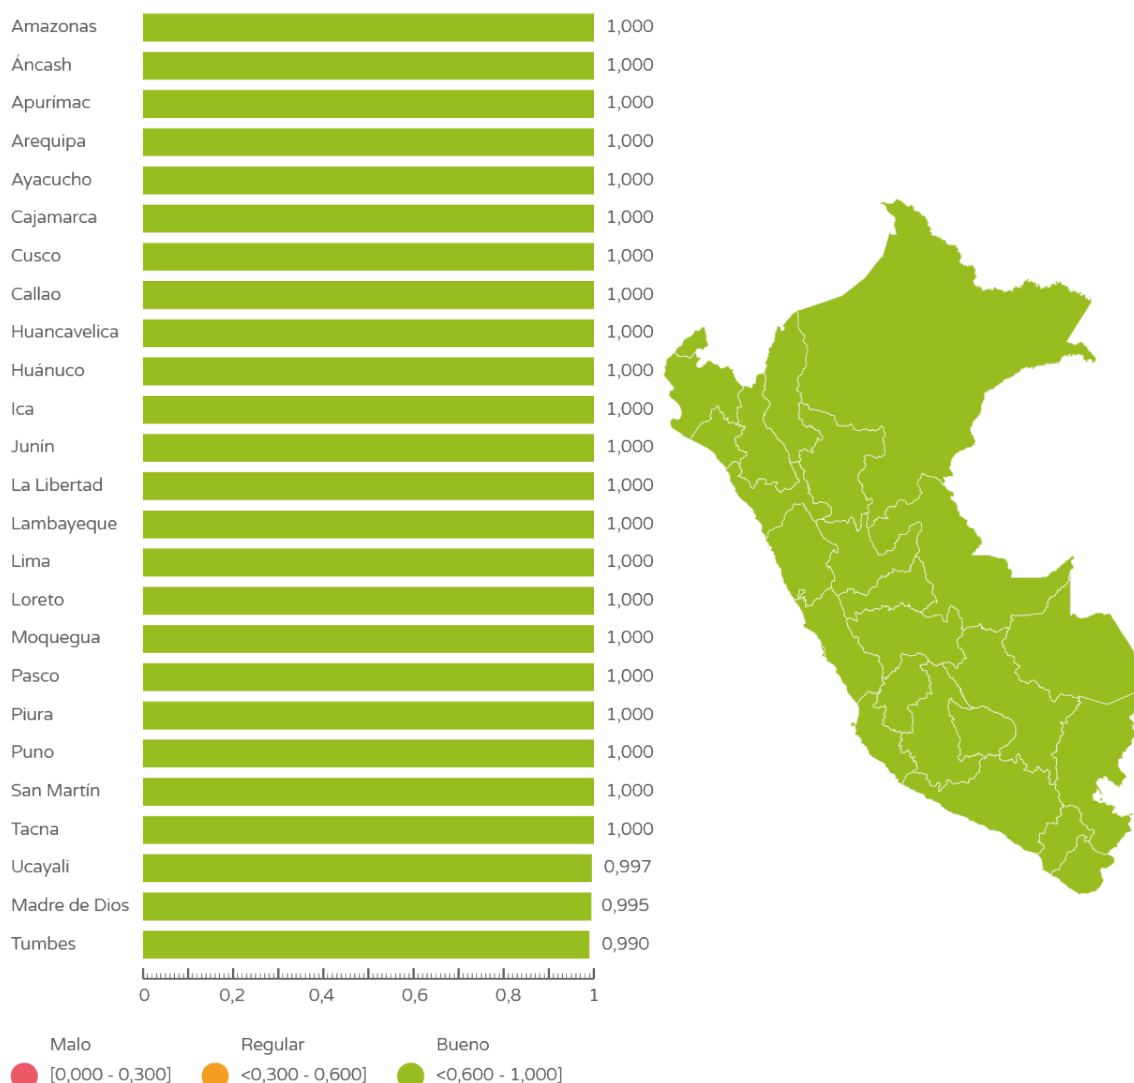 Amazonas 1,000
Áncash 1,000
Apurímac 1,000
Arequipa 1,000
Ayacucho 1,000
Cajamarca 1,000
Cusco 1,000
Callao 1,000
Huancavelica 1,000
Huánuco 1,000
Ica 1,000
Junín 1,000
La Libertad 1,000
Lambayeque 1,000
Lima 1,000
Loreto 1,000
Moquegua 1,000
Pasco 1,000
Piura 1,000
Puno 1,000
San Martín 1,000
Tacna 1,000
Ucayali 0,997
Madre de Dios 0,995
Tumbes 0,990
0 0,2 0,4 0,6 0,8 1
Malo Regular Bueno
[0,000 - 0,300] <0,300 - 0,600] <0,600 - 1,000]